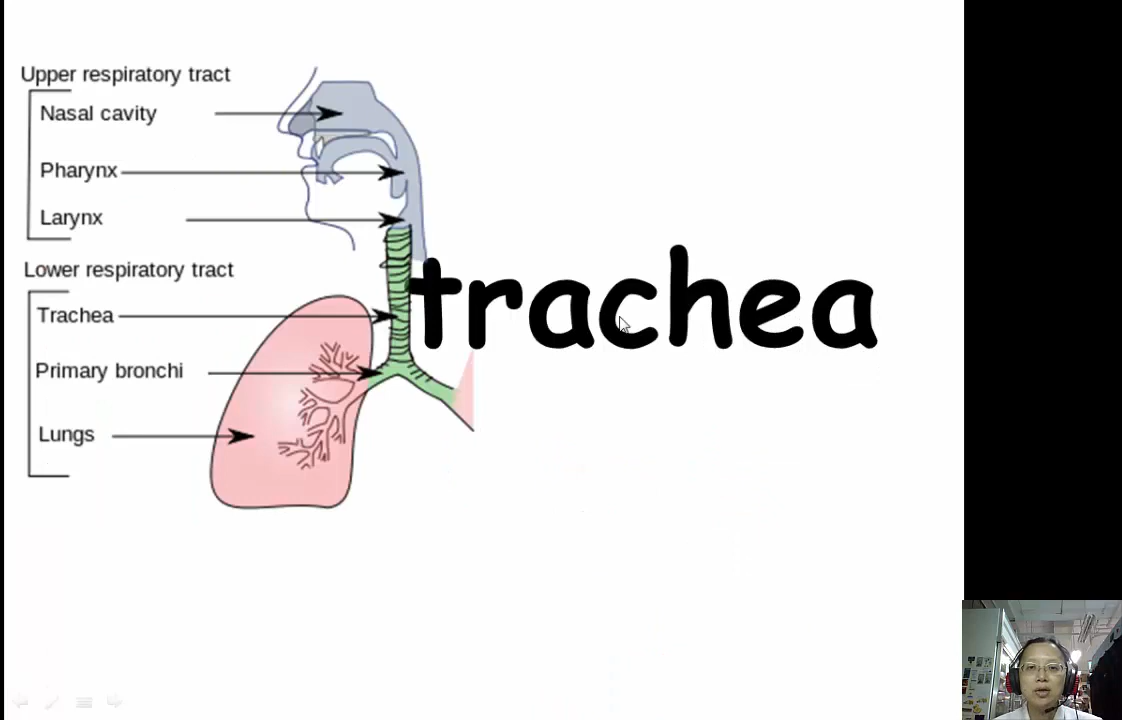 Upper respiratory tract
Nasal cavity
Pharynx
Larynx
Lower respiratory tract
Trachea
Primary bronchi
Lungs
trachea